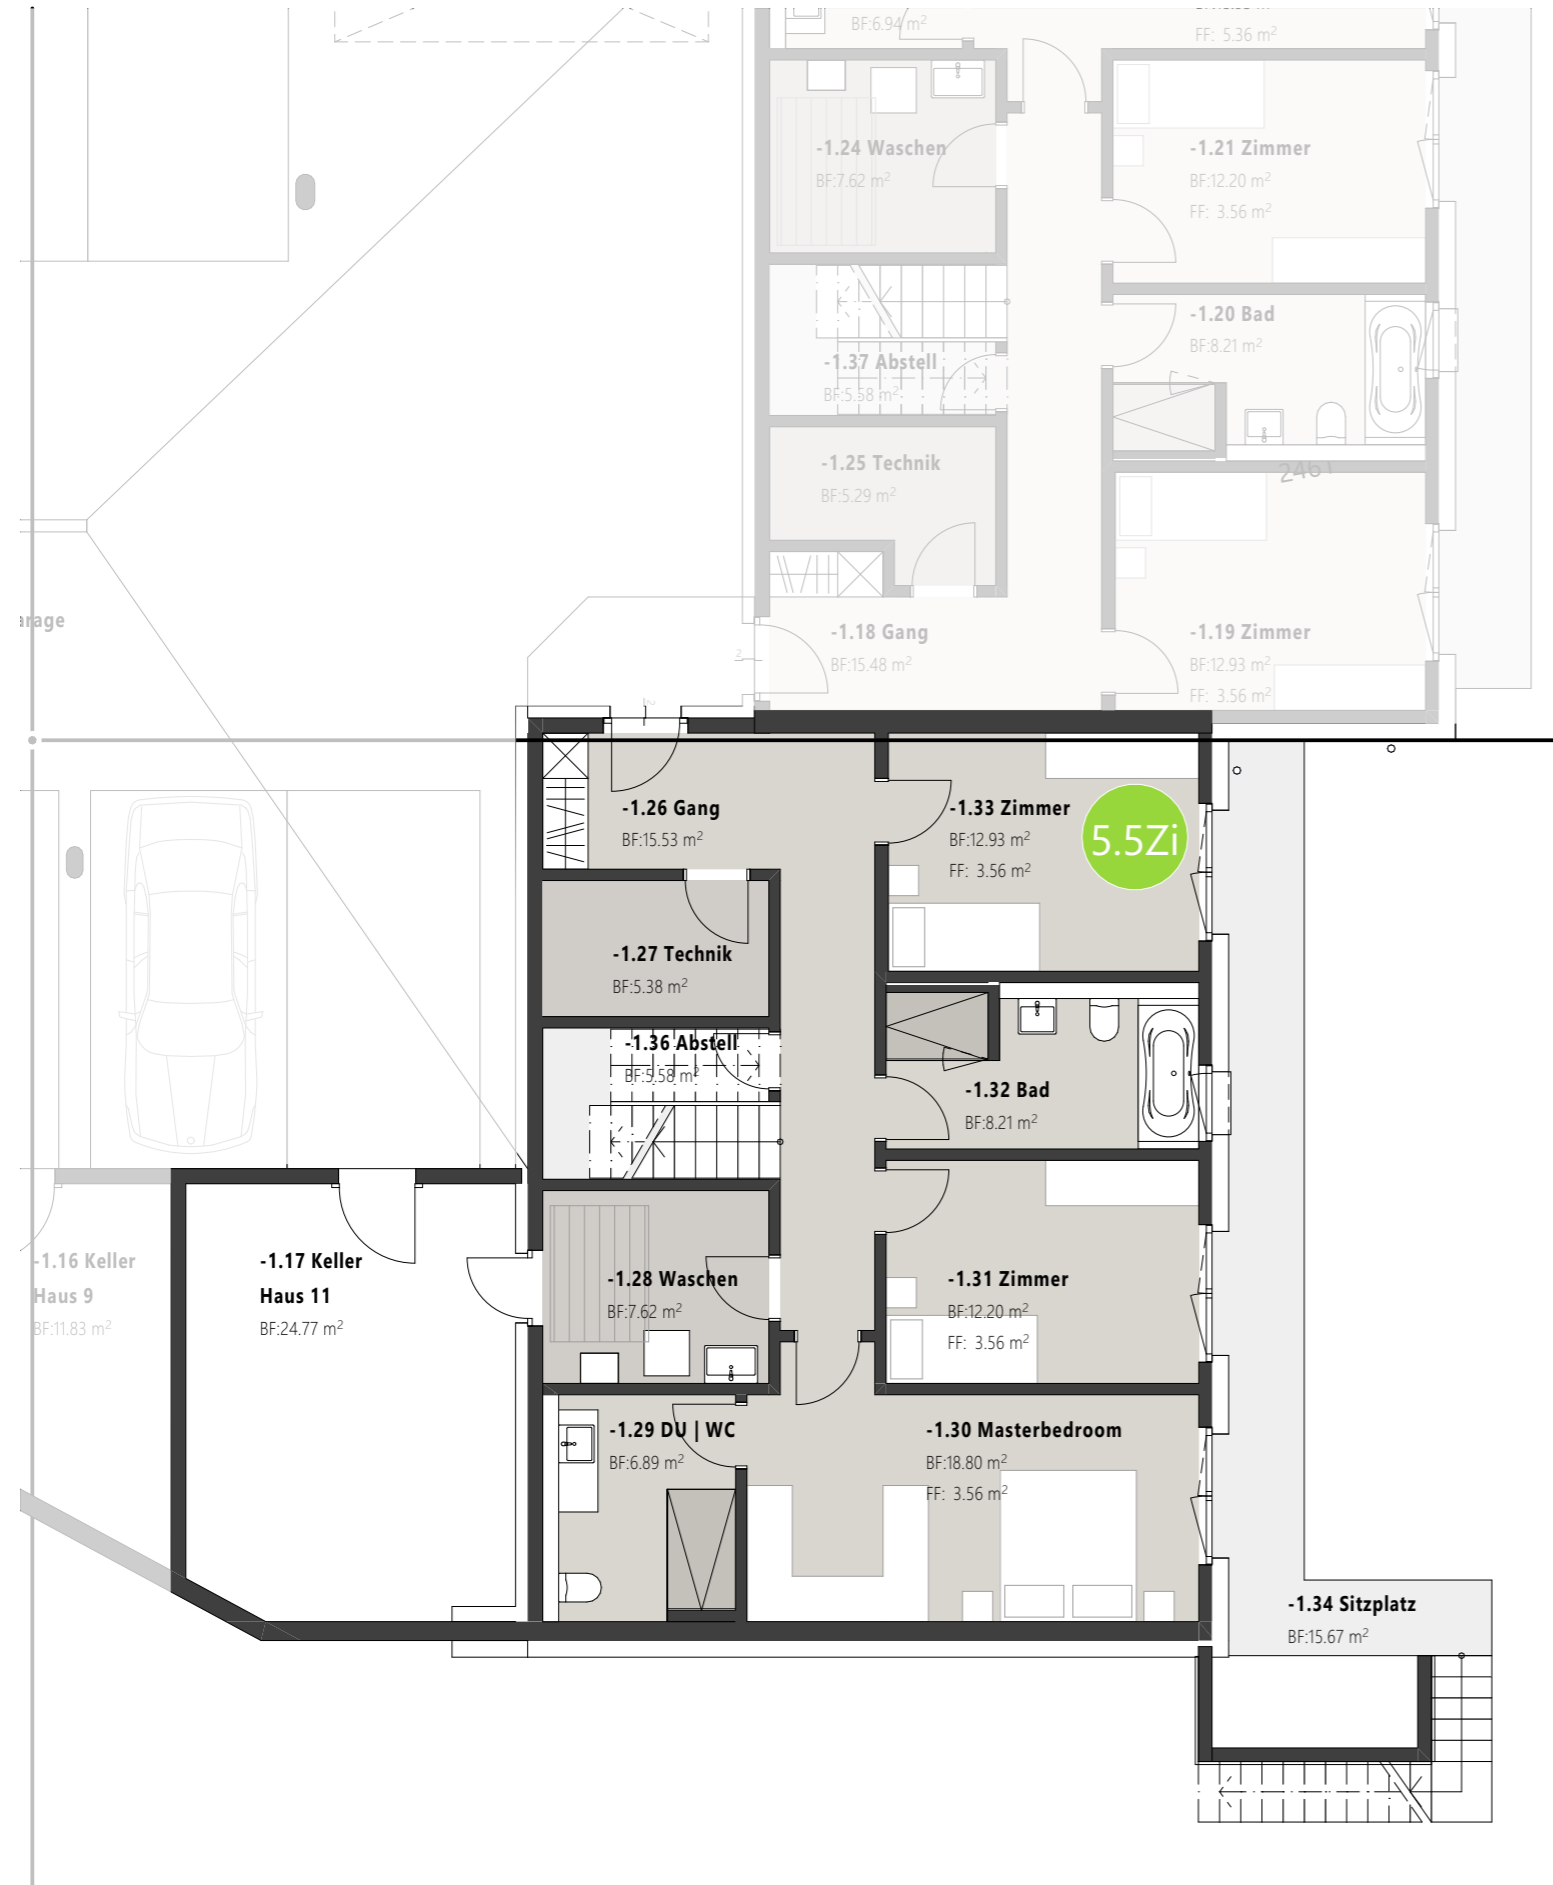 BF:6.94 m²
FF: 5.36 m²
-1.24 Waschen
BF:7.62 m²
-1.21 Zimmer
BF:12.20 m²
FF: 3.56 m²
-1.20 Bad
BF:8.21 m²
-1.37 Abstell
BF:5.58 m²
-1.25 Technik
BF:5.29 m²
2461
arage
-1.18 Gang
BF:15.48 m²
-1.19 Zimmer
BF:12.93 m²
FF: 3.56 m²
2
2
-1.26 Gang
BF:15.53 m²
-1.33 Zimmer
BF:12.93 m²
FF: 3.56 m²
5.5Zi
-1.27 Technik
BF:5.38 m²
-1.36 Abstell
BF:5.58 m²
-1.32 Bad
BF:8.21 m²
-1.16 Keller
Haus 9
BF:11.83 m²
-1.17 Keller
Haus 11
BF:24.77 m²
-1.28 Waschen
BF:7.62 m²
-1.31 Zimmer
BF:12.20 m²
FF: 3.56 m²
-1.29 DU | WC
BF:6.89 m²
-1.30 Masterbedroom
BF:18.80 m²
FF: 3.56 m²
-1.34 Sitzplatz
BF:15.67 m²